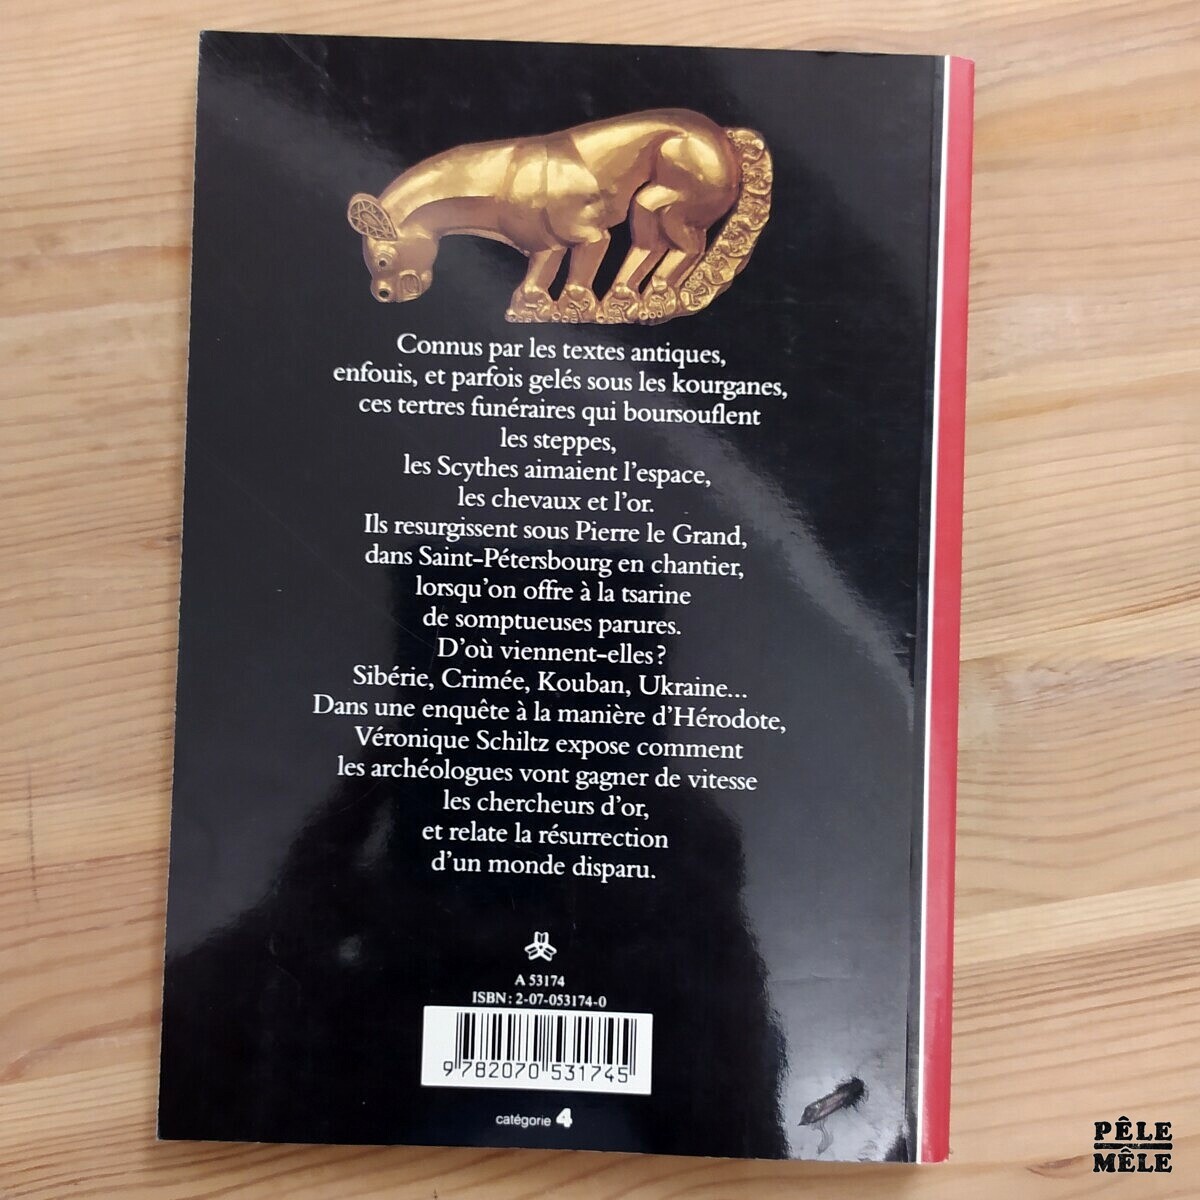 Connus par les textes antiques,
enfouis, et parfois gelés sous les kourganes,
ces tertres funéraires qui boursouflent
les steppes,
les Scythes aimaient l'espace,
les chevaux et l'or.
Ils resurgissent sous Pierre le Grand,
dans Saint-Pétersbourg en chantier,
lorsqu'on offre à la tsarine
de somptueuses parures.
D'où viennent-elles?
Sibérie, Crimée, Kouban, Ukraine...
Dans une enquête à la manière d'Hérodote,
Véronique Schiltz expose comment
les archéologues vont gagner de vitesse
les chercheurs d'or,
et relate la résurrection
d'un monde disparu.
A 53174
ISBN : 2-07-053174-0
9 782070 531745
catégorie 4
PÊLE
MÊLE